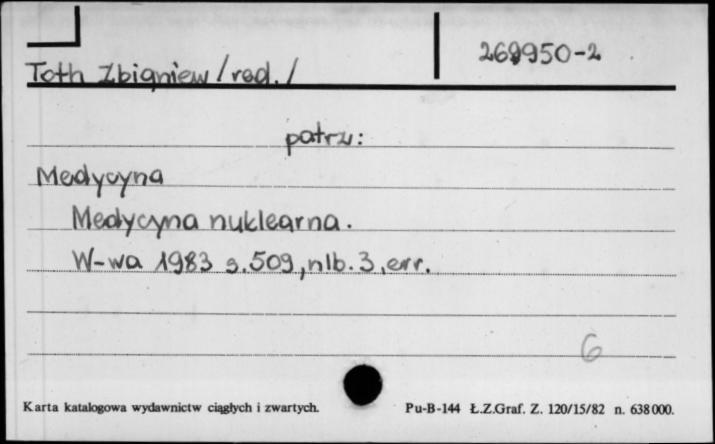 Toth Zbigniew /red./
269950-2
patrz:
Medycyna
Medycyna nuklearna.
W-wa 1983 s. 509, nlb. 3, err.
6
Karta katalogowa wydawnictw ciągłych i zwartych.
Pu-B-144 Ł.Z.Graf. Z. 120/15/82 n. 638000.